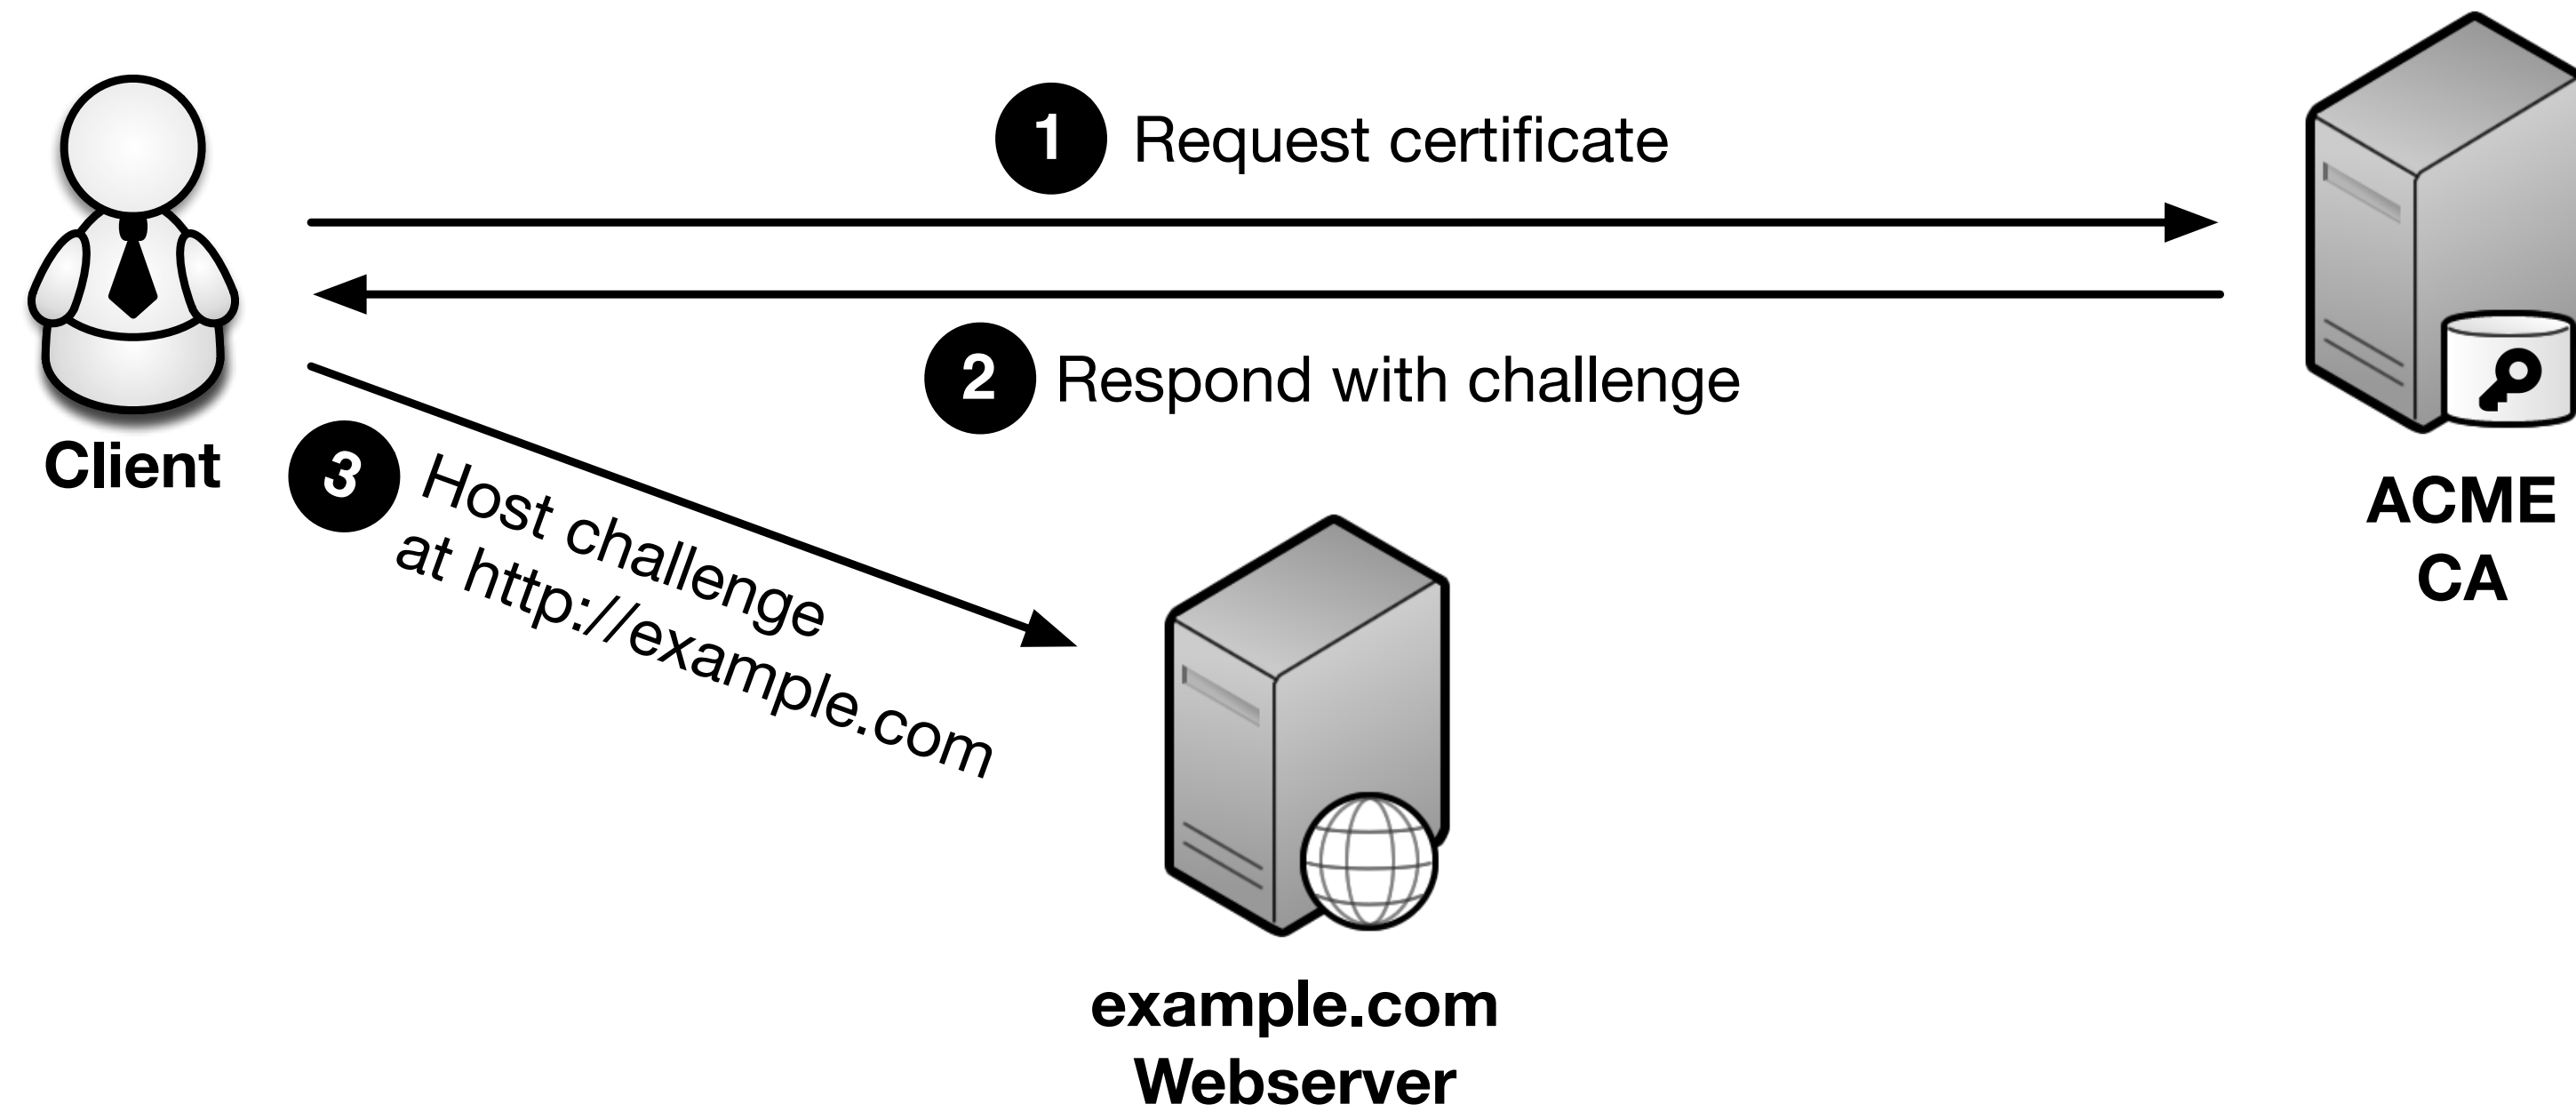 1 Request certificate
2 Respond with challenge
Client
3 Host challenge
at http://example.com
ACME
CA
example.com
Webserver